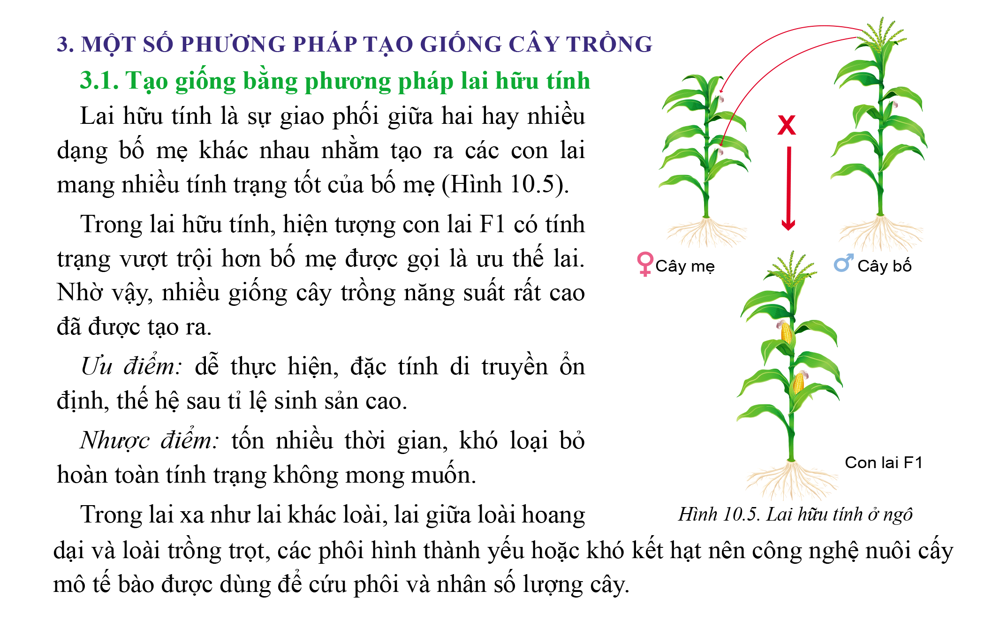 3. MỘT SỐ PHƯƠNG PHÁP TẠO GIỐNG CÂY TRỒNG
3.1. Tạo giống bằng phương pháp lai hữu tính
Lai hữu tính là sự giao phối giữa hai hay nhiều
dạng bố mẹ khác nhau nhằm tạo ra các con lai
mang nhiều tính trạng tốt của bố mẹ (Hình 10.5).
Trong lai hữu tính, hiện tượng con lai F1 có tính
trạng vượt trội hơn bố mẹ được gọi là ưu thế lai.
Nhờ vậy, nhiều giống cây trồng năng suất rất cao
đã được tạo ra.
Ưu điểm: dễ thực hiện, đặc tính di truyền ổn
định, thế hệ sau tỉ lệ sinh sản cao.
Nhược điểm: tốn nhiều thời gian, khó loại bỏ
hoàn toàn tính trạng không mong muốn.
Trong lai xa như lai khác loài, lai giữa loài hoang
dại và loài trồng trọt, các phôi hình thành yếu hoặc khó kết hạt nên công nghệ nuôi cấy
mô tế bào được dùng để cứu phôi và nhân số lượng cây.
X
♀ Cây mẹ
♂ Cây bố
Con lai F1
Hình 10.5. Lai hữu tính ở ngô